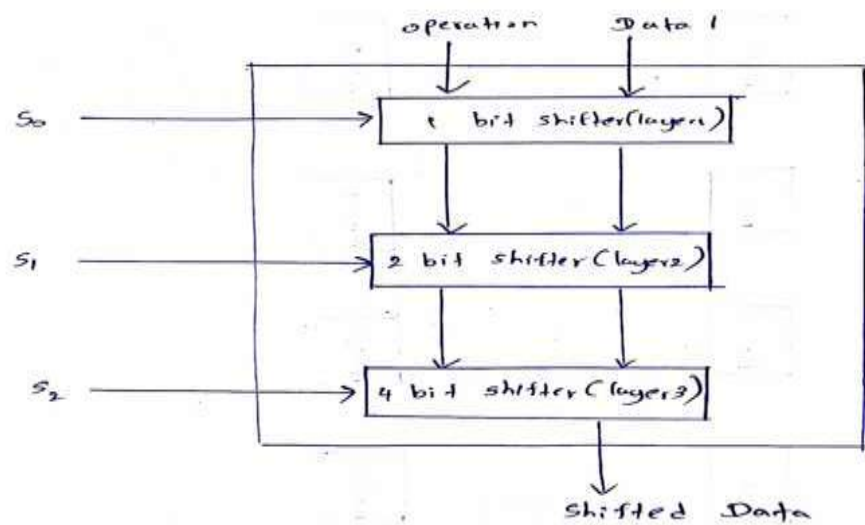 operation Data 1
S0 1 bit shifter(layer1)
S1 2 bit shifter(layer2)
S2 4 bit shifter(layer3)
Shifted Data